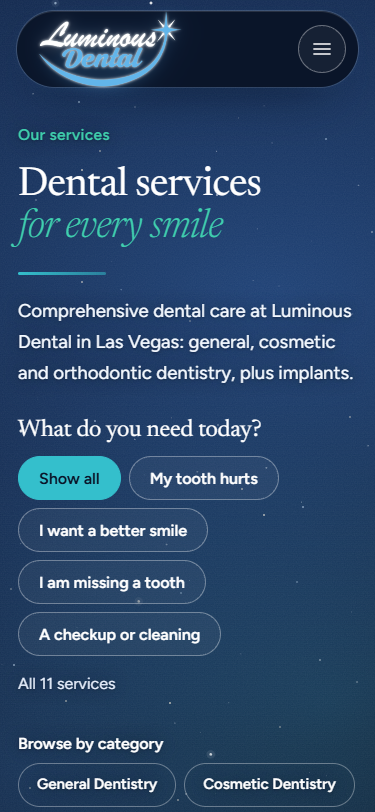 Luminous
Dental
Our services
Dental services
for every smile
Comprehensive dental care at Luminous
Dental in Las Vegas: general, cosmetic
and orthodontic dentistry, plus implants.
What do you need today?
Show all
My tooth hurts
I want a better smile
I am missing a tooth
A checkup or cleaning
All 11 services
Browse by category
General Dentistry
Cosmetic Dentistry